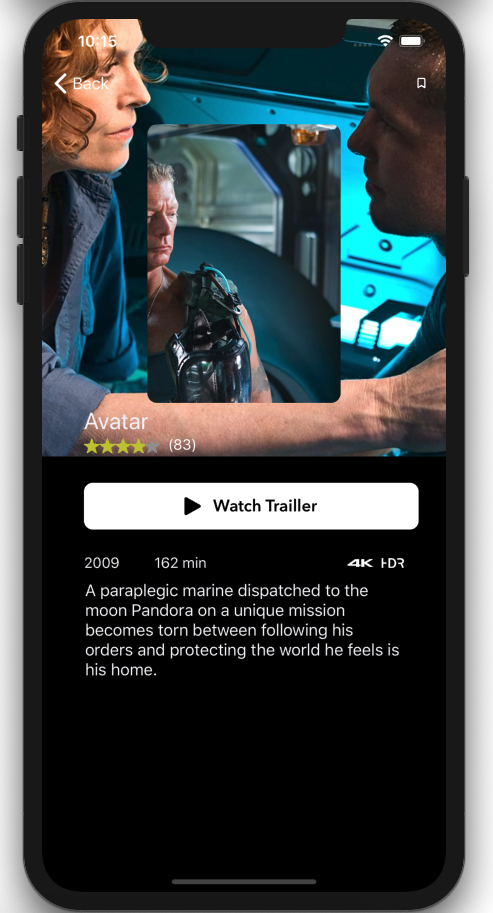 10:15
Back
Avatar
(83)
Watch Trailler
2009 162 min 4K HDR
A paraplegic marine dispatched to the
moon Pandora on a unique mission
becomes torn between following his
orders and protecting the world he feels is
his home.